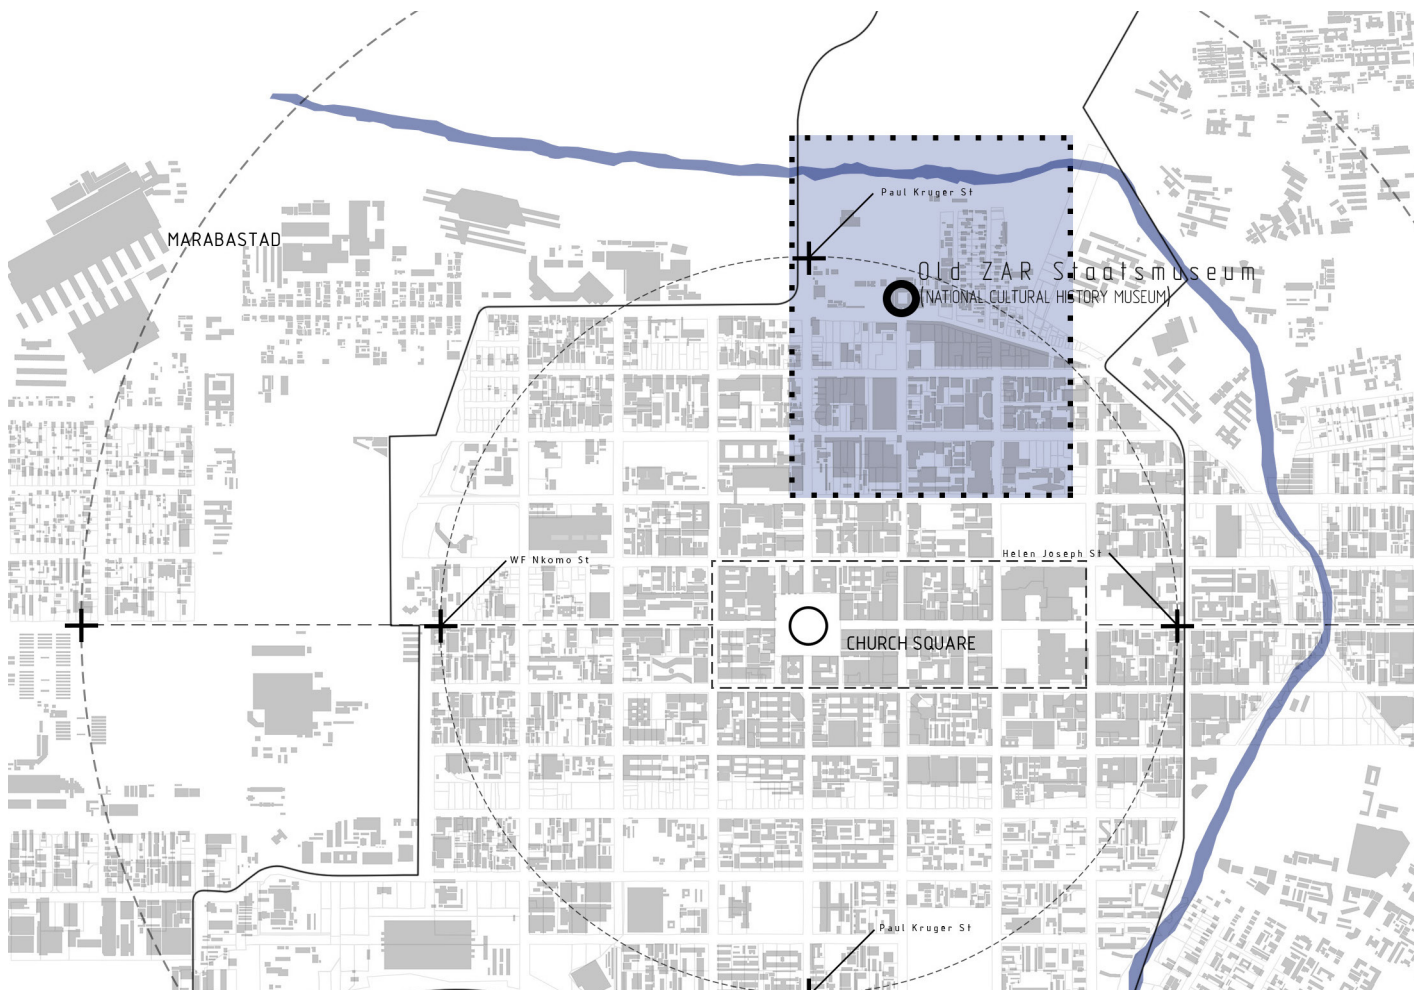 Paul Kruger St
MARABASTAD
Old ZAR Staatsmuseum
(NATIONAL CULTURAL HISTORY MUSEUM)
WF Nkomo St
Helen Joseph St
CHURCH SQUARE
Paul Kruger St